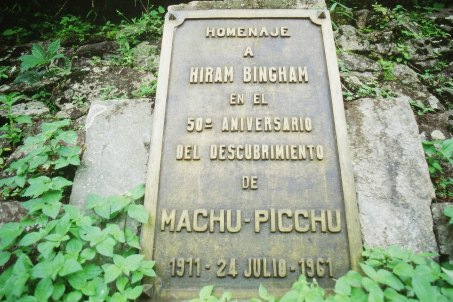 HOMENAJE
A
HIRAM BINGHAM
EN EL
50º ANIVERSARIO
DEL DESCUBRIMIENTO
DE
MACHU-PICCHU
1911 - 24 JULIO - 1961